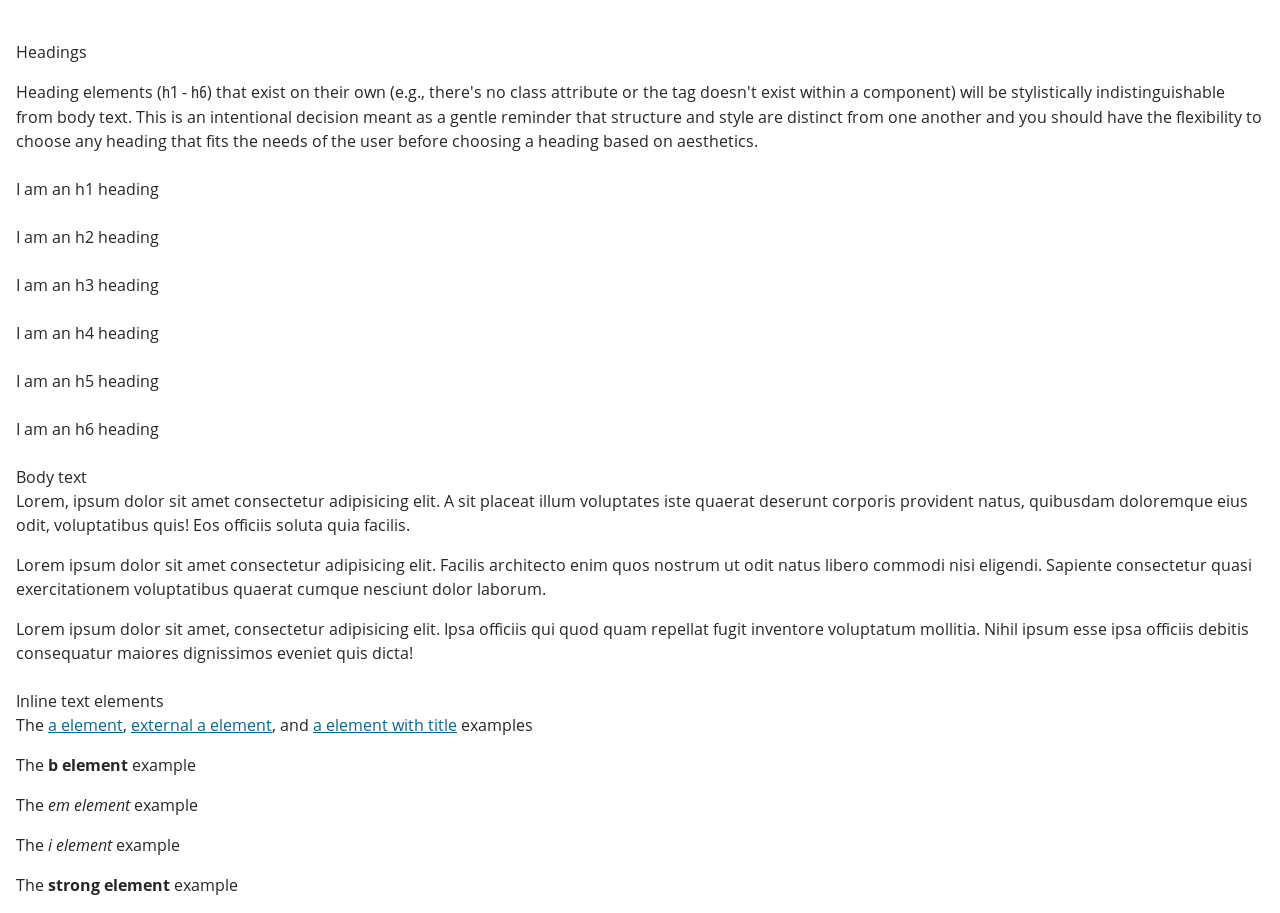 Headings
Heading elements (h1 - h6) that exist on their own (e.g., there's no class attribute or the tag doesn't exist within a component) will be stylistically indistinguishable
from body text. This is an intentional decision meant as a gentle reminder that structure and style are distinct from one another and you should have the flexibility to
choose any heading that fits the needs of the user before choosing a heading based on aesthetics.
I am an h1 heading
I am an h2 heading
I am an h3 heading
I am an h4 heading
I am an h5 heading
I am an h6 heading
Body text
Lorem, ipsum dolor sit amet consectetur adipisicing elit. A sit placeat illum voluptates iste quaerat deserunt corporis provident natus, quibusdam doloremque eius
odit, voluptatibus quis! Eos officiis soluta quia facilis.
Lorem ipsum dolor sit amet consectetur adipisicing elit. Facilis architecto enim quos nostrum ut odit natus libero commodi nisi eligendi. Sapiente consectetur quasi
exercitationem voluptatibus quaerat cumque nesciunt dolor laborum.
Lorem ipsum dolor sit amet, consectetur adipisicing elit. Ipsa officiis qui quod quam repellat fugit inventore voluptatum mollitia. Nihil ipsum esse ipsa officiis debitis
consequatur maiores dignissimos eveniet quis dicta!
Inline text elements
The a element, external a element, and a element with title examples
The b element example
The em element example
The i element example
The strong element example